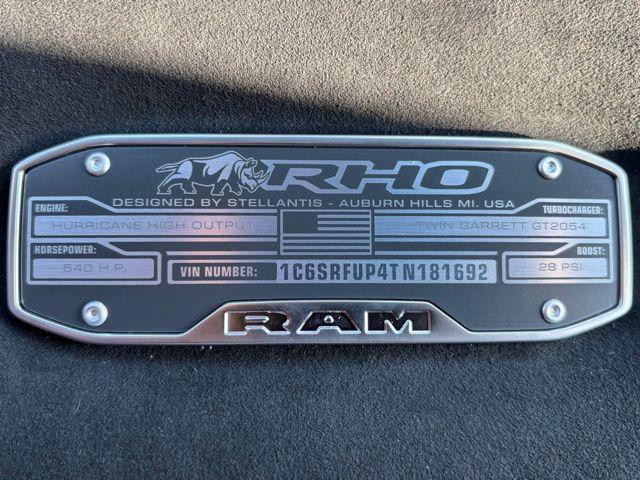 RHO
DESIGNED BY STELLANTIS - AUBURN HILLS MI. USA
ENGINE:
HURRICANE HIGH OUTPUT
TURBOCHARGER:
TWIN GARRETT GT2054
HORSEPOWER:
540 H.P.
VIN NUMBER: 1C6SRFUP4TN181692
BOOST:
28 PSI
RAM